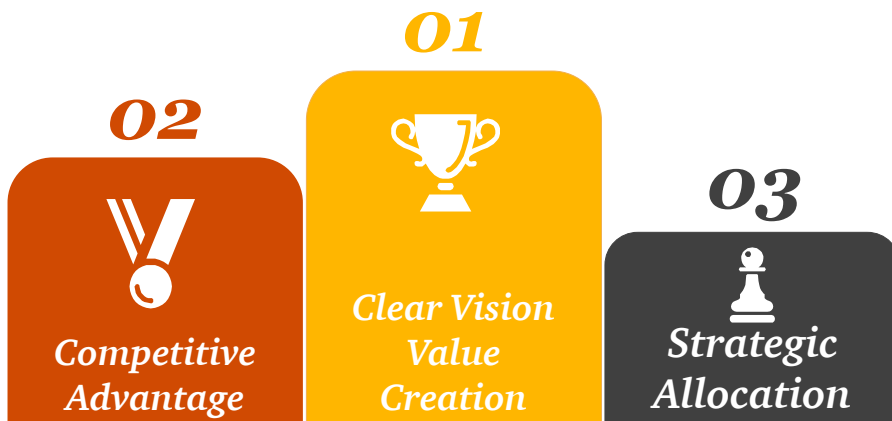 01
Clear Vision
Value
Creation
02
Competitive
Advantage
03
Strategic
Allocation